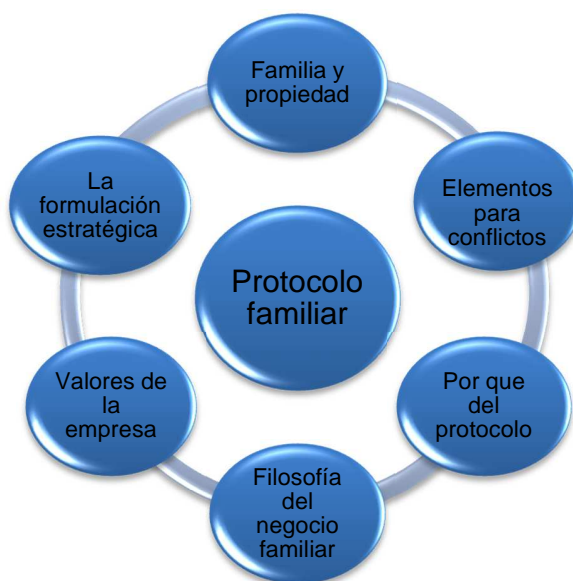 Familia y
propiedad
Elementos
para
conflictos
Por que
del
protocolo
Filosofía
del
negocio
familiar
Valores de
la
empresa
La
formulación
estratégica
Protocolo
familiar